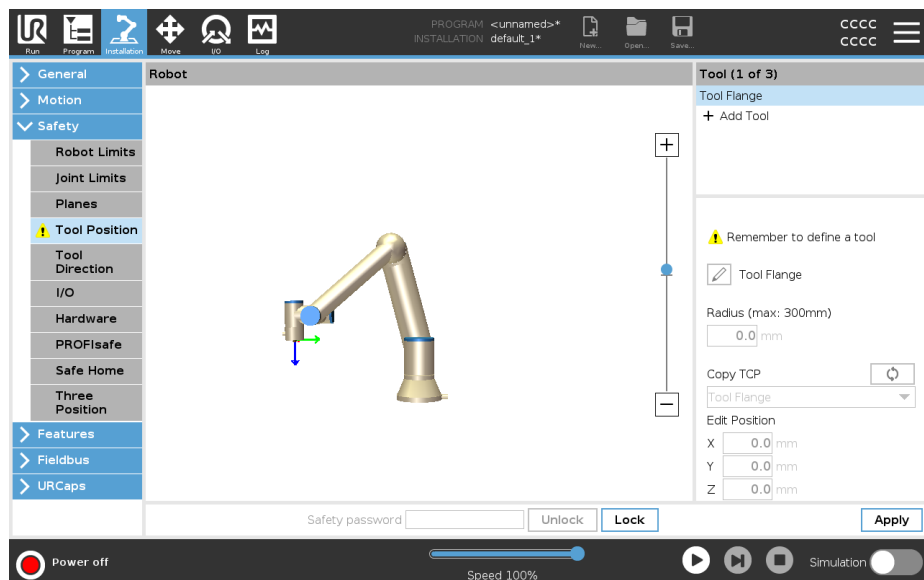 PROGRAM <unnamed>*
INSTALLATION default_1*
CCCC
CCCC
Run
Program
Installation
Move
I/O
Log
New...
Open...
Save...
General
Motion
Safety
Robot Limits
Joint Limits
Planes
Tool Position
Tool
Direction
I/O
Hardware
PROFIsafe
Safe Home
Three
Position
Features
Fieldbus
URCaps
Robot
Tool (1 of 3)
Tool Flange
Add Tool
Remember to define a tool
Tool Flange
Radius (max: 300mm)
0.0 mm
Copy TCP
Tool Flange
Edit Position
X 0.0 mm
Y 0.0 mm
Z 0.0 mm
Safety password
Unlock
Lock
Apply
Power off
Speed 100%
Simulation